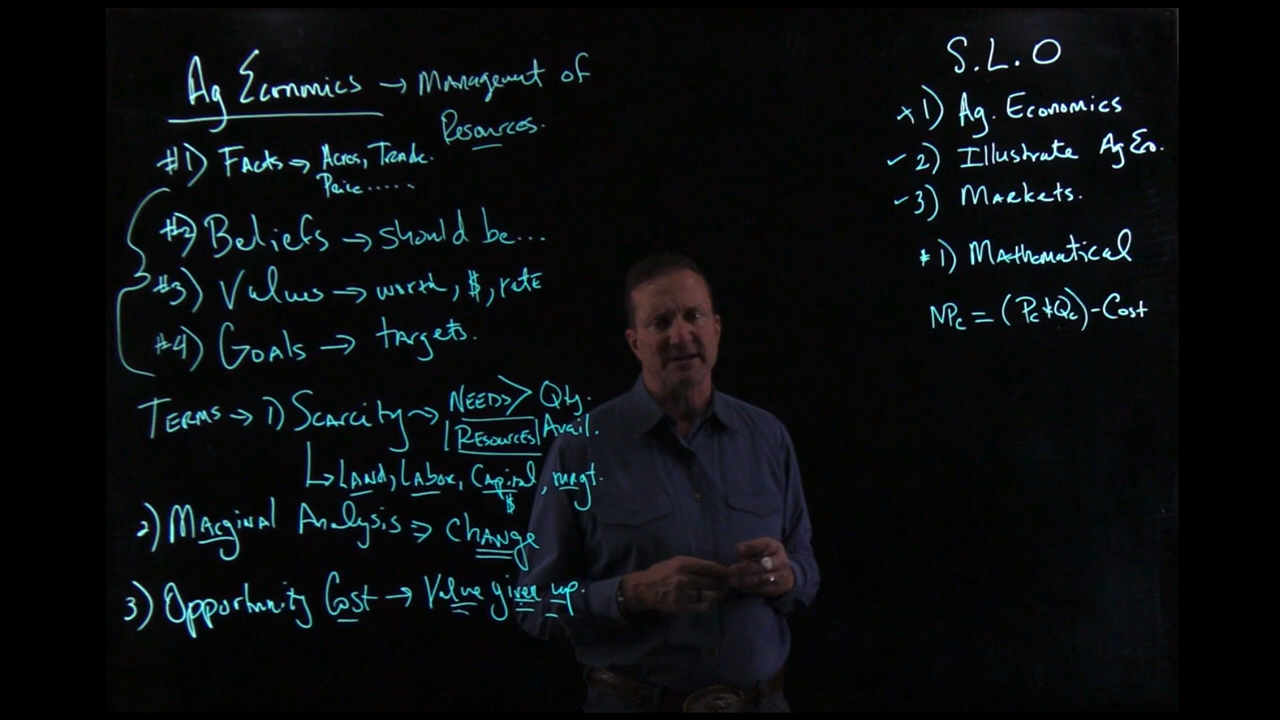 Ag Economics → Management of
Resources.
#1) Facts → Acres, Trade.
Price......
#2) Beliefs → should be...
#3) Values → worth, $, rate
#4) Goals → targets.
Terms → 1) Scarcity → Needs > Qty.
Resources Avail.
↳ Land, Labor, Capital, mngt.
$
2) Marginal Analysis ⇒ change
3) Opportunity Cost → Value given up.
S.L.O
*1) Ag. Economics
✓2) Illustrate Ag Eco.
✓3) Markets.
*1) Mathematical
NPc = (Pc*Qc) - Cost